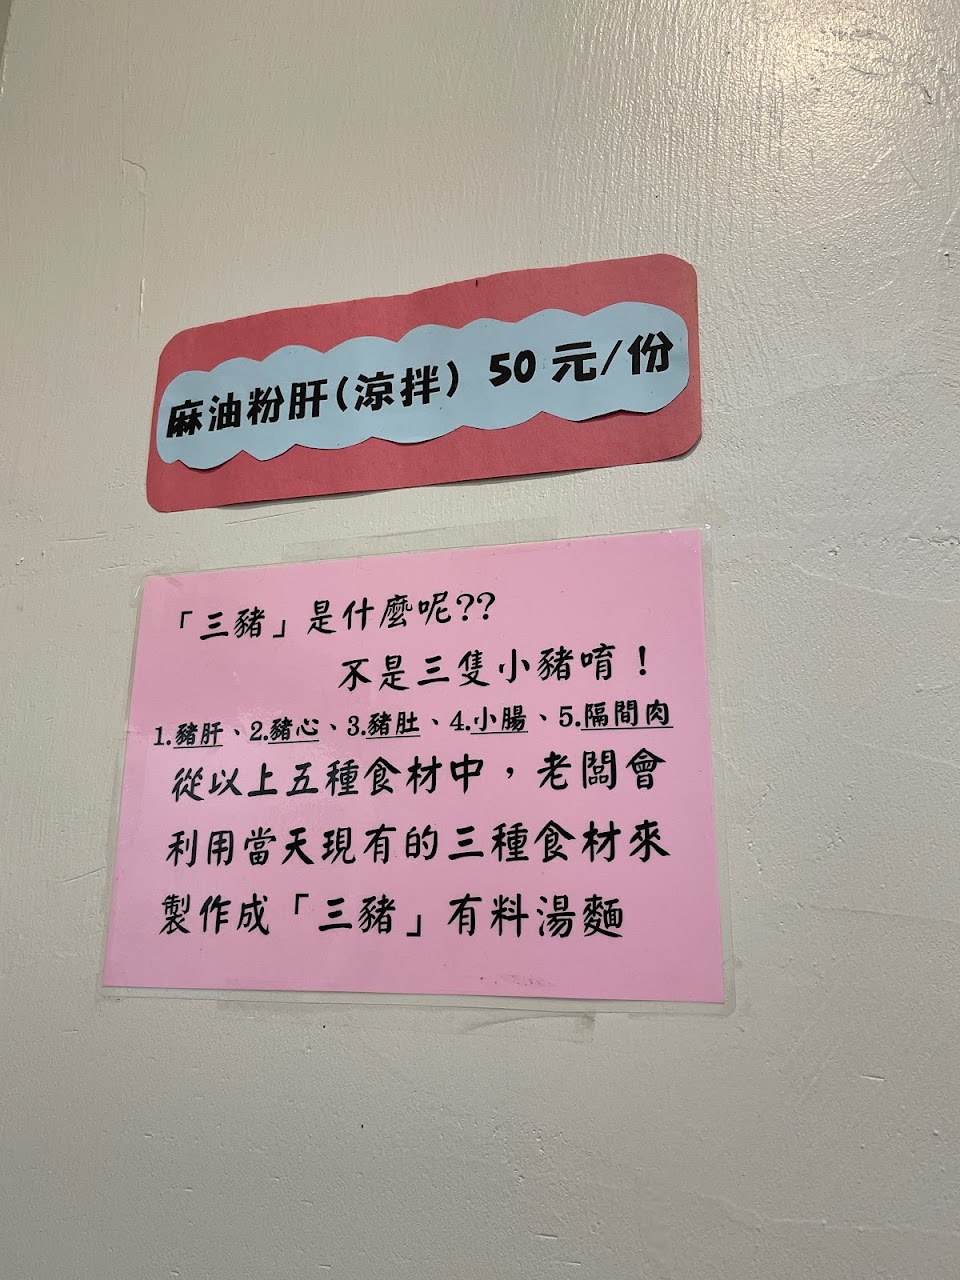 麻油粉肝(涼拌) 50元/份
「三豬」是什麼呢??
不是三隻小豬唷！
1.豬肝、2.豬心、3.豬肚、4.小腸、5.隔間肉
從以上五種食材中，老闆會
利用當天現有的三種食材來
製作成「三豬」有料湯麵